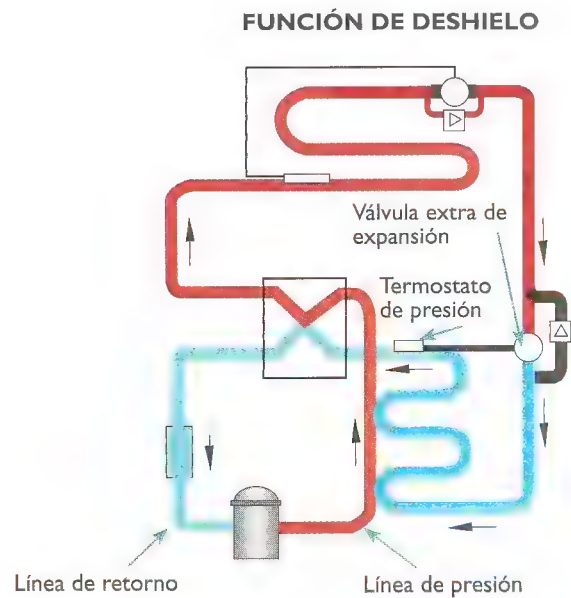 FUNCIÓN DE DESHIELO
Válvula extra de
expansión
Termostato
de presión
Línea de retorno
Línea de presión